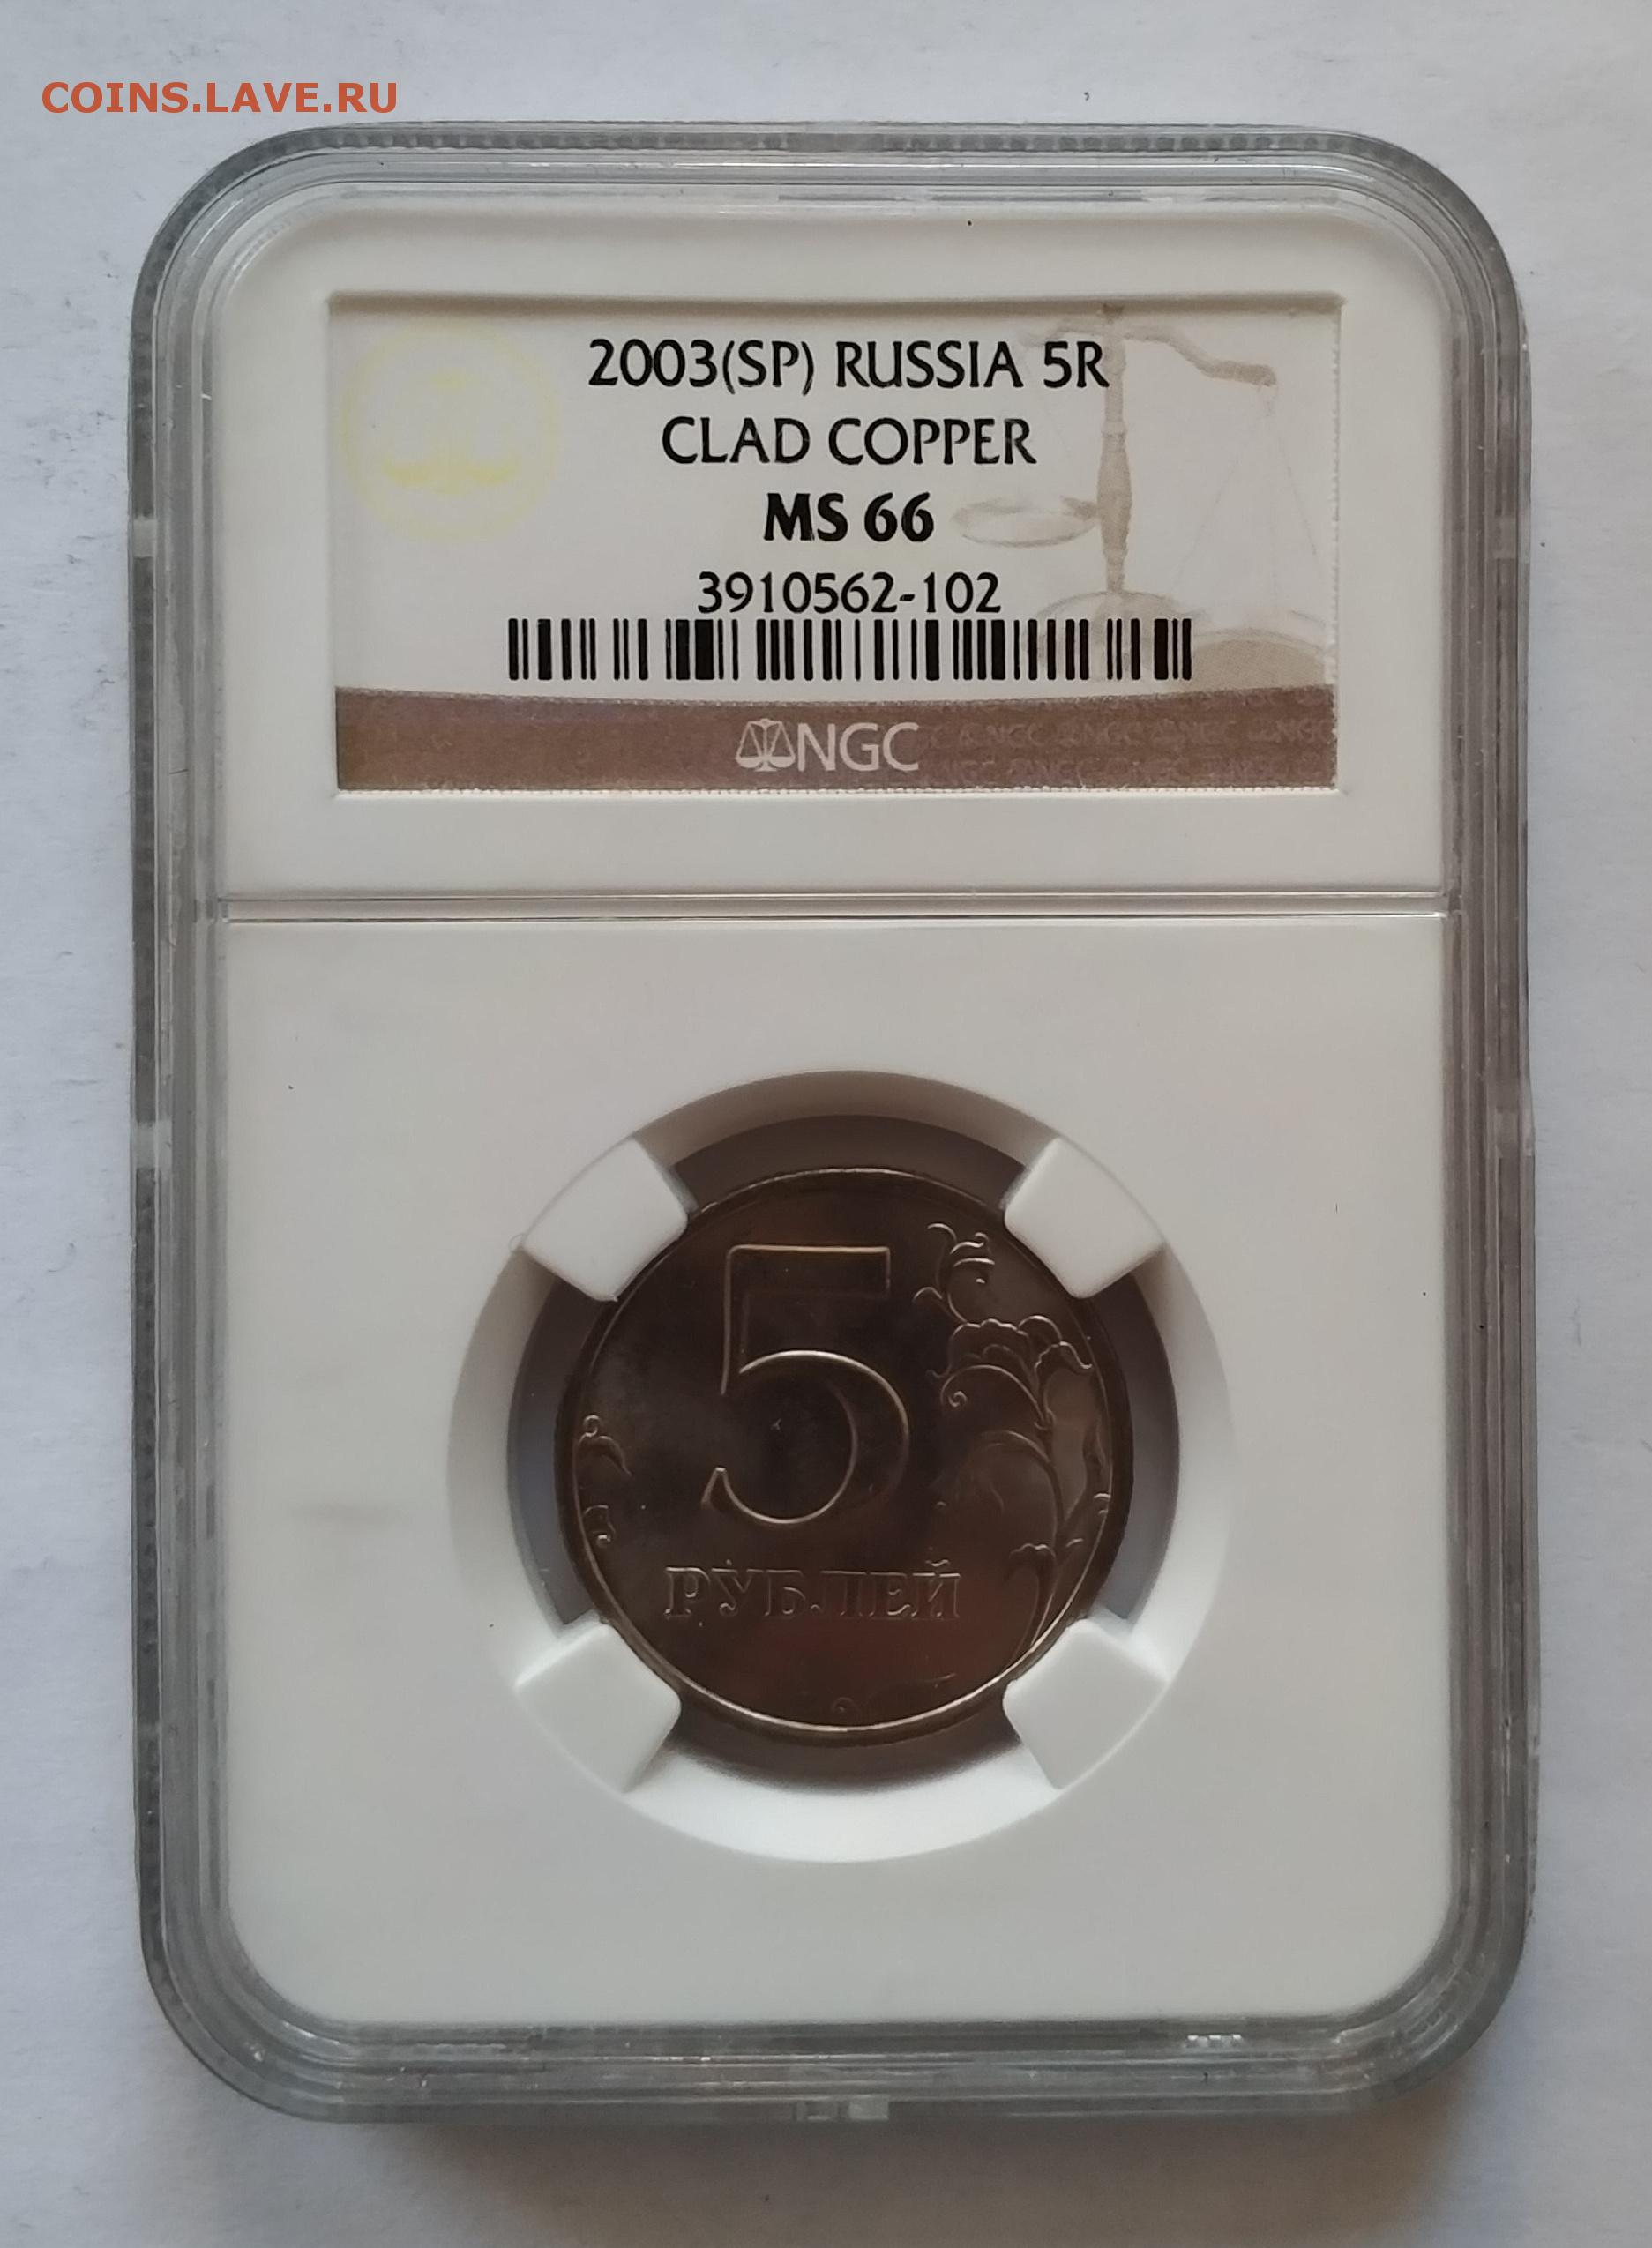 COINS.LAVE.RU
2003(SP) RUSSIA 5R
CLAD COPPER
MS 66
3910562-102
NGC
5
РУБЛЕЙ